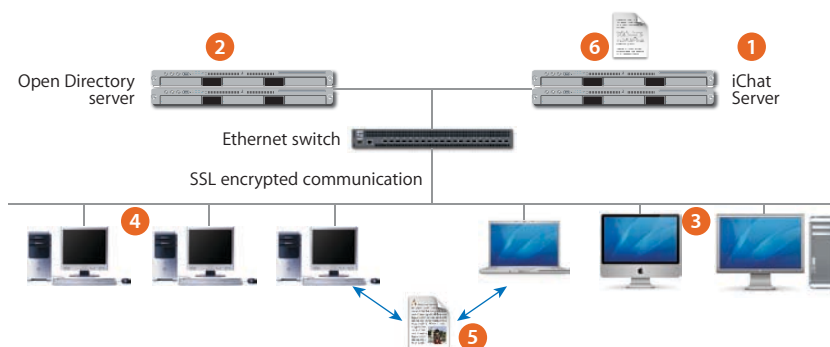 2
6
1
Open Directory
server
iChat
Server
Ethernet switch
SSL encrypted communication
4
3
5